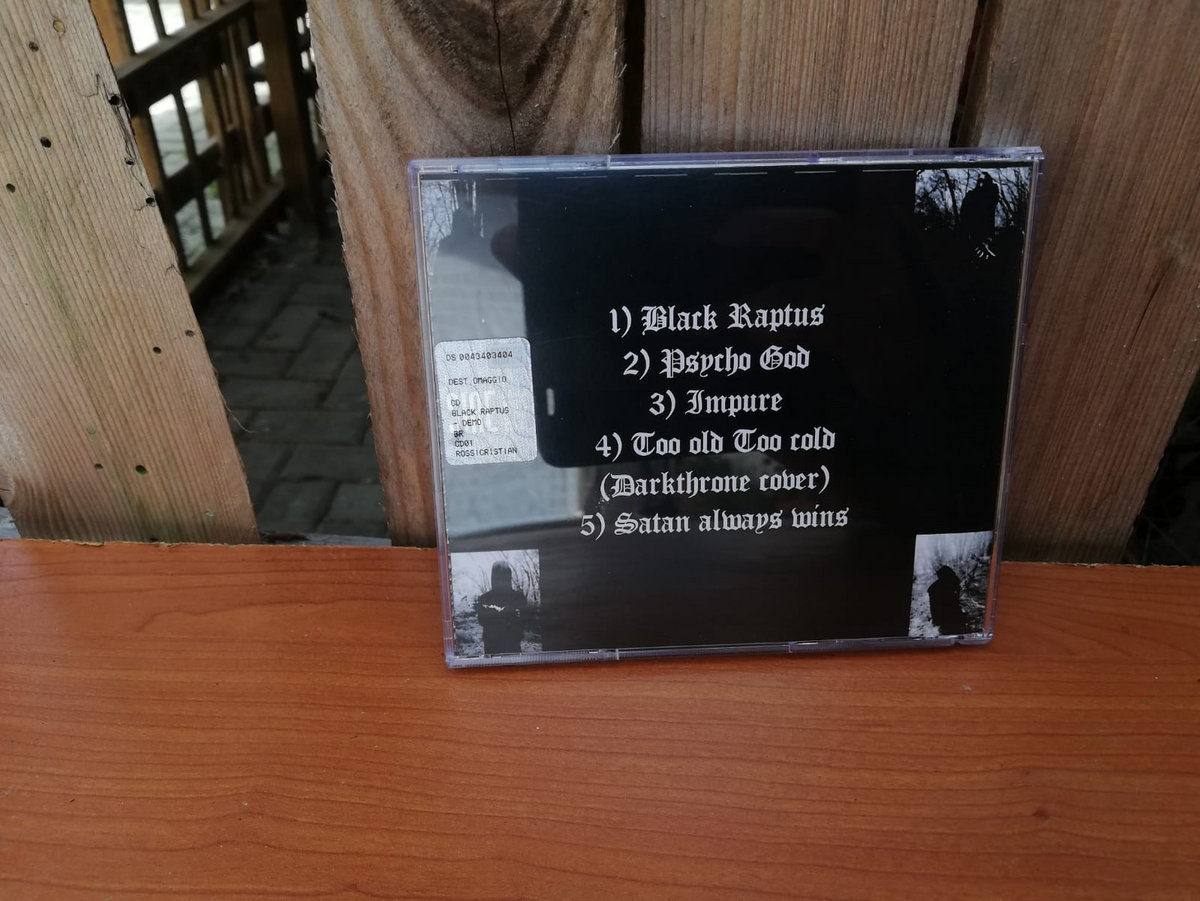 1) Black Raptus
2) Psycho God
3) Impure
4) Too old Too cold
(Darkthrone cover)
5) Satan always wins
DS 0043403404
DEST.OMAGGIO
CD
BLACK RAPTUS
- DEMO
BR
CD01
ROSSICRISTIAN